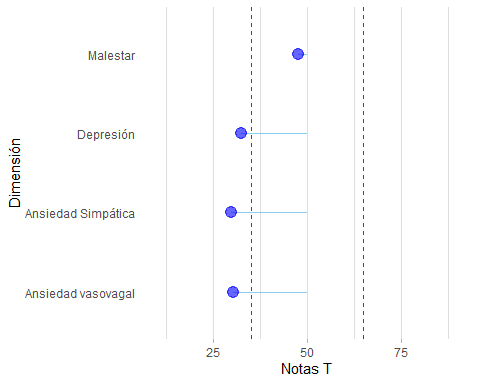 Malestar
Depresión
Ansiedad Simpática
Ansiedad vasovagal
Dimensión
25 50 75
Notas T